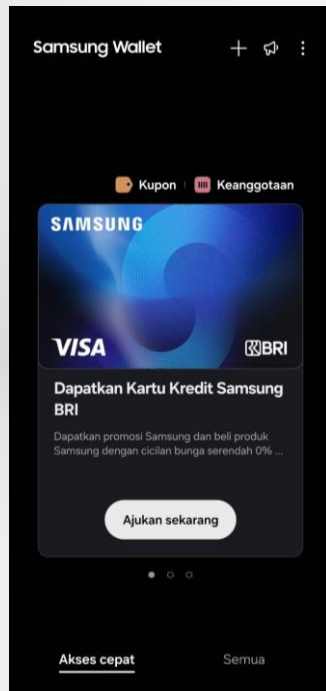 Samsung Wallet
Kupon
Keanggotaan
SAMSUNG
VISA
BRI
Dapatkan Kartu Kredit Samsung
BRI
Dapatkan promosi Samsung dan beli produk
Samsung dengan cicilan bunga serendah 0% ...
Ajukan sekarang
Akses cepat
Semua